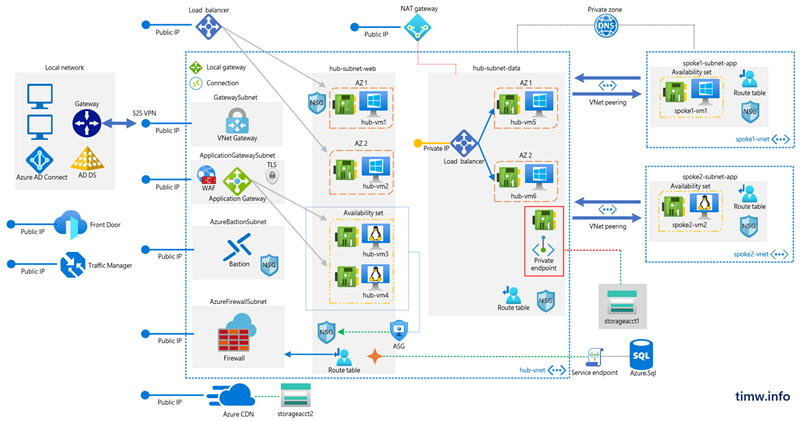 Load balancer
Public IP
NAT gateway
Public IP
Private zone
DNS
Local network
Gateway
S2S VPN
Azure AD Connect
AD DS
Public IP
Front Door
Public IP
Traffic Manager
Local gateway
Connection
GatewaySubnet
Public IP
VNet Gateway
ApplicationGatewaySubnet
TLS
WAF
Public IP
Application Gateway
AzureBastionSubnet
Public IP
Bastion
NSG
AzureFirewallSubnet
Public IP
Firewall
hub-subnet-web
AZ 1
NSG
hub-vm1
AZ 2
hub-vm2
Availability set
hub-vm3
hub-vm4
NSG
ASG
Route table
hub-subnet-data
AZ 1
hub-vm5
Private IP
Load balancer
AZ 2
hub-vm6
Private
endpoint
Route table
NSG
hub-vnet
VNet peering
spoke1-subnet-app
Availability set
spoke1-vm1
Route table
NSG
spoke1-vnet
VNet peering
spoke2-subnet-app
Availability set
spoke2-vm2
Route table
NSG
spoke2-vnet
storageacct1
Service endpoint
SQL
Azure.Sql
Public IP
Azure CDN
storageacct2
timw.info